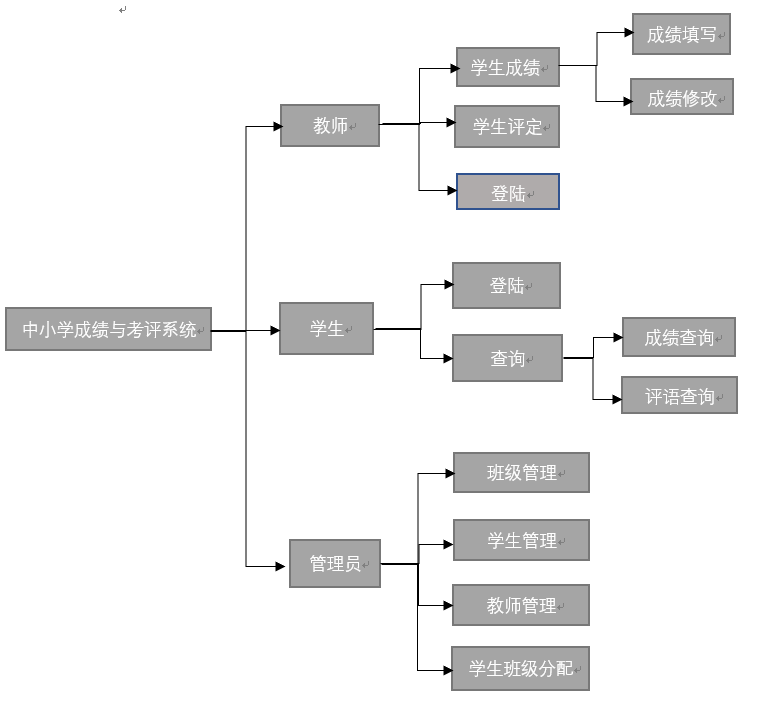 成绩填写
学生成绩
成绩修改
教师
学生评定
登陆
登陆
中小学成绩与考评系统
学生
查询
成绩查询
评语查询
班级管理
学生管理
管理员
教师管理
学生班级分配